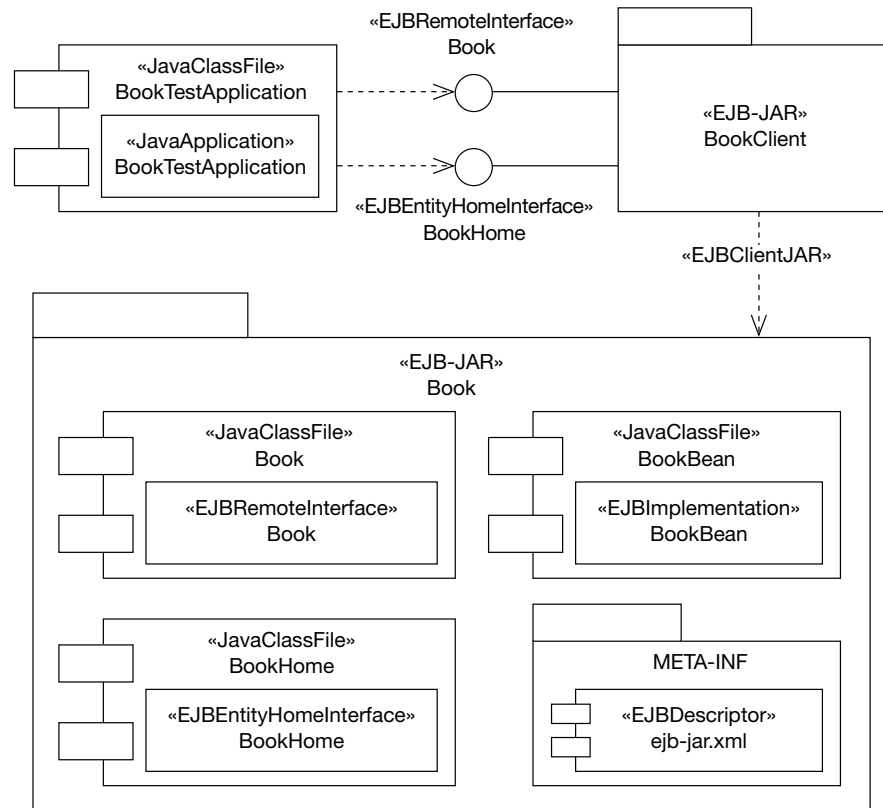 «EJBRemoteInterface»
Book
«JavaClassFile»
BookTestApplication
«JavaApplication»
BookTestApplication
«EJB-JAR»
BookClient
«EJBEntityHomeInterface»
BookHome
«EJBClientJAR»
«EJB-JAR»
Book
«JavaClassFile»
Book
«EJBRemoteInterface»
Book
«JavaClassFile»
BookBean
«EJBImplementation»
BookBean
«JavaClassFile»
BookHome
«EJBEntityHomeInterface»
BookHome
META-INF
«EJBDescriptor»
ejb-jar.xml